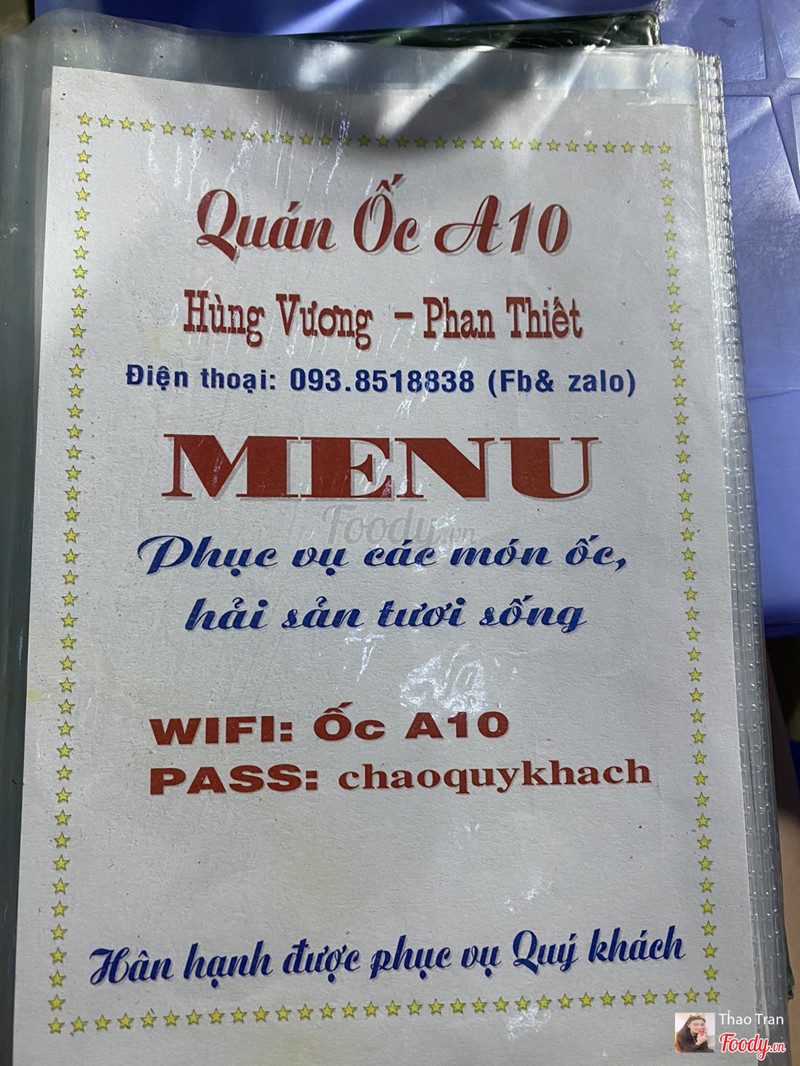 Quán Ốc A10
Hùng Vương – Phan Thiết
Điện thoại: 093.8518838 (Fb& zalo)
MENU
Foody.vn
Phục vụ các món ốc,
hải sản tươi sống
WIFI: Ốc A10
PASS: chaoquykhach
Hân hạnh được phục vụ Quý khách
Thao Tran
Foody.vn